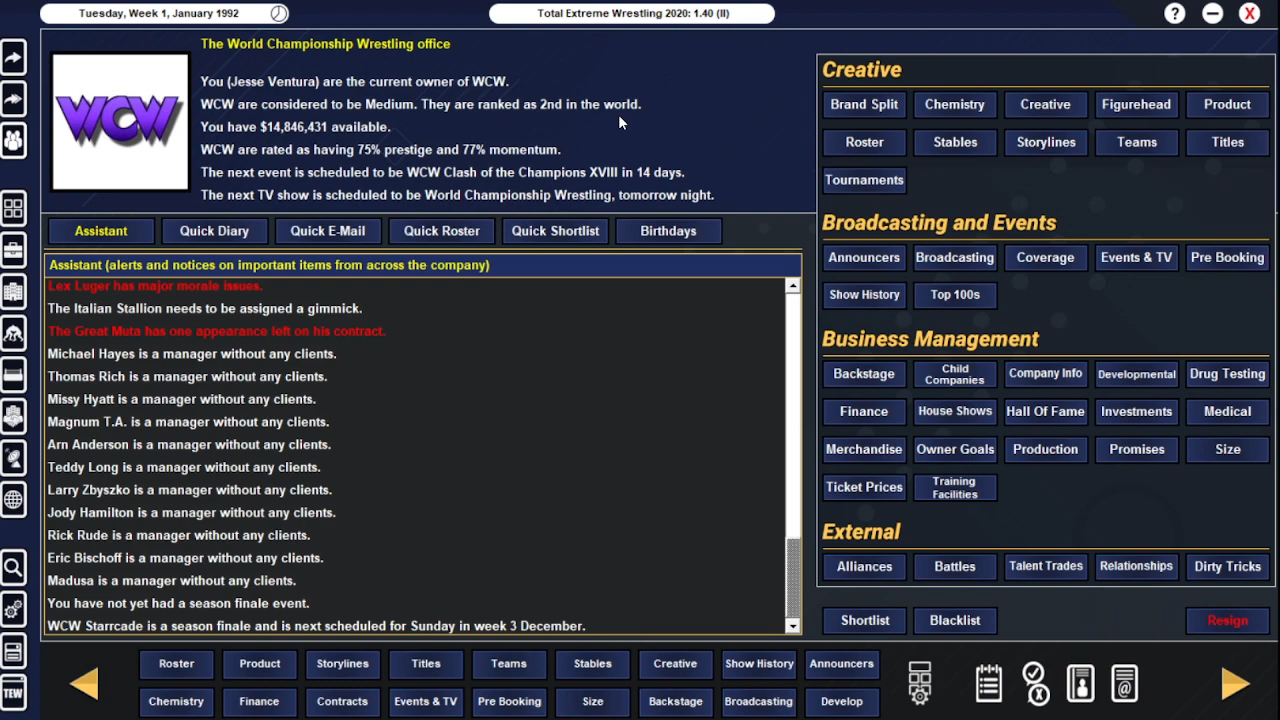 Tuesday, Week 1, January 1992
Total Extreme Wrestling 2020: 1.40 (II)
?
X
The World Championship Wrestling office
WCW
You (Jesse Ventura) are the current owner of WCW.
WCW are considered to be Medium. They are ranked as 2nd in the world.
You have $14,846,431 available.
WCW are rated as having 75% prestige and 77% momentum.
The next event is scheduled to be WCW Clash of the Champions XVIII in 14 days.
The next TV show is scheduled to be World Championship Wrestling, tomorrow night.
Assistant Quick Diary Quick E-Mail Quick Roster Quick Shortlist Birthdays
Assistant (alerts and notices on important items from across the company)
Lex Luger has major morale issues.
The Italian Stallion needs to be assigned a gimmick.
The Great Muta has one appearance left on his contract.
Michael Hayes is a manager without any clients.
Thomas Rich is a manager without any clients.
Missy Hyatt is a manager without any clients.
Magnum T.A. is a manager without any clients.
Arn Anderson is a manager without any clients.
Teddy Long is a manager without any clients.
Larry Zbyszko is a manager without any clients.
Jody Hamilton is a manager without any clients.
Rick Rude is a manager without any clients.
Eric Bischoff is a manager without any clients.
Madusa is a manager without any clients.
You have not yet had a season finale event.
WCW Starrcade is a season finale and is next scheduled for Sunday in week 3 December.
Creative
Brand Split Chemistry Creative Figurehead Product
Roster Stables Storylines Teams Titles
Tournaments
Broadcasting and Events
Announcers Broadcasting Coverage Events & TV Pre Booking
Show History Top 100s
Business Management
Backstage Child Companies Company Info Developmental Drug Testing
Finance House Shows Hall Of Fame Investments Medical
Merchandise Owner Goals Production Promises Size
Ticket Prices Training Facilities
External
Alliances Battles Talent Trades Relationships Dirty Tricks
Shortlist Blacklist Resign
Roster Product Storylines Titles Teams Stables Creative Show History Announcers
Chemistry Finance Contracts Events & TV Pre Booking Size Backstage Broadcasting Develop
TEW
@